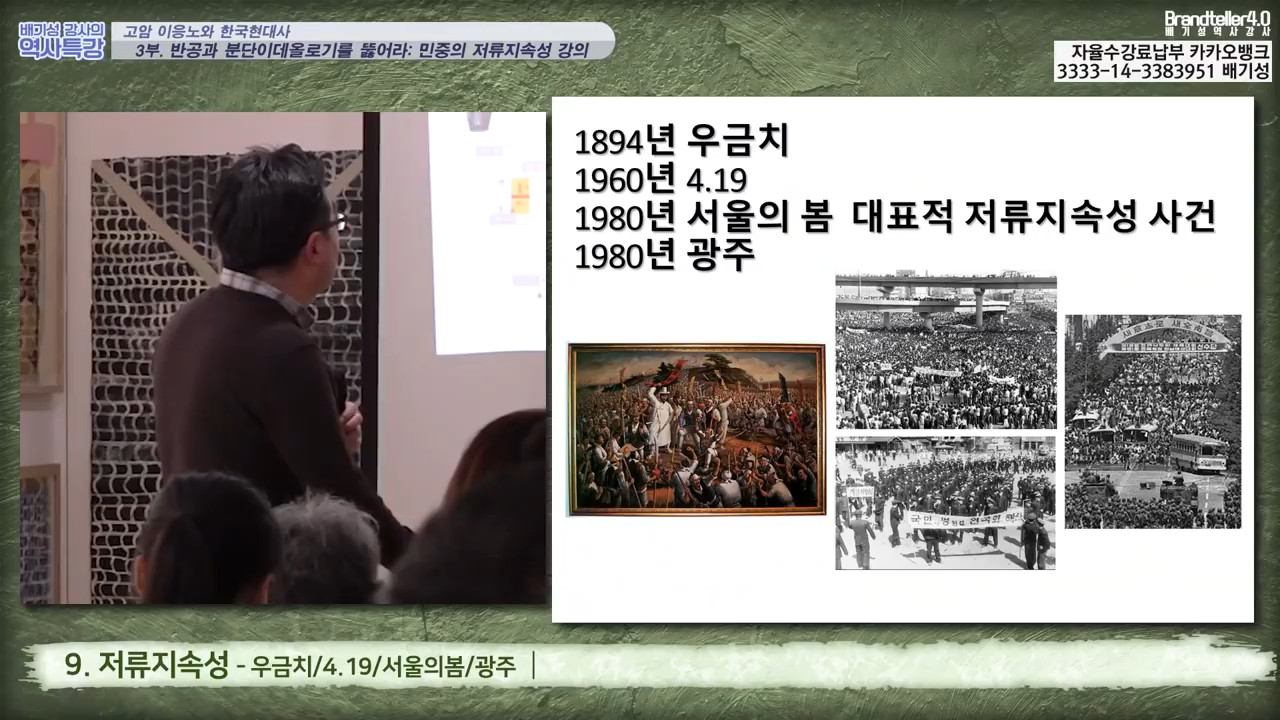 배기성 강사의
역사특강
고암 이응노와 한국현대사
3부. 반공과 분단이데올로기를 뚫어라: 민중의 저류지속성 강의
Brandteller4.0
배기성역사강사
자율수강료납부 카카오뱅크
3333-14-3383951 배기성
1894년 우금치
1960년 4.19
1980년 서울의 봄 대표적 저류지속성 사건
1980년 광주
9. 저류지속성 - 우금치/4.19/서울의봄/광주